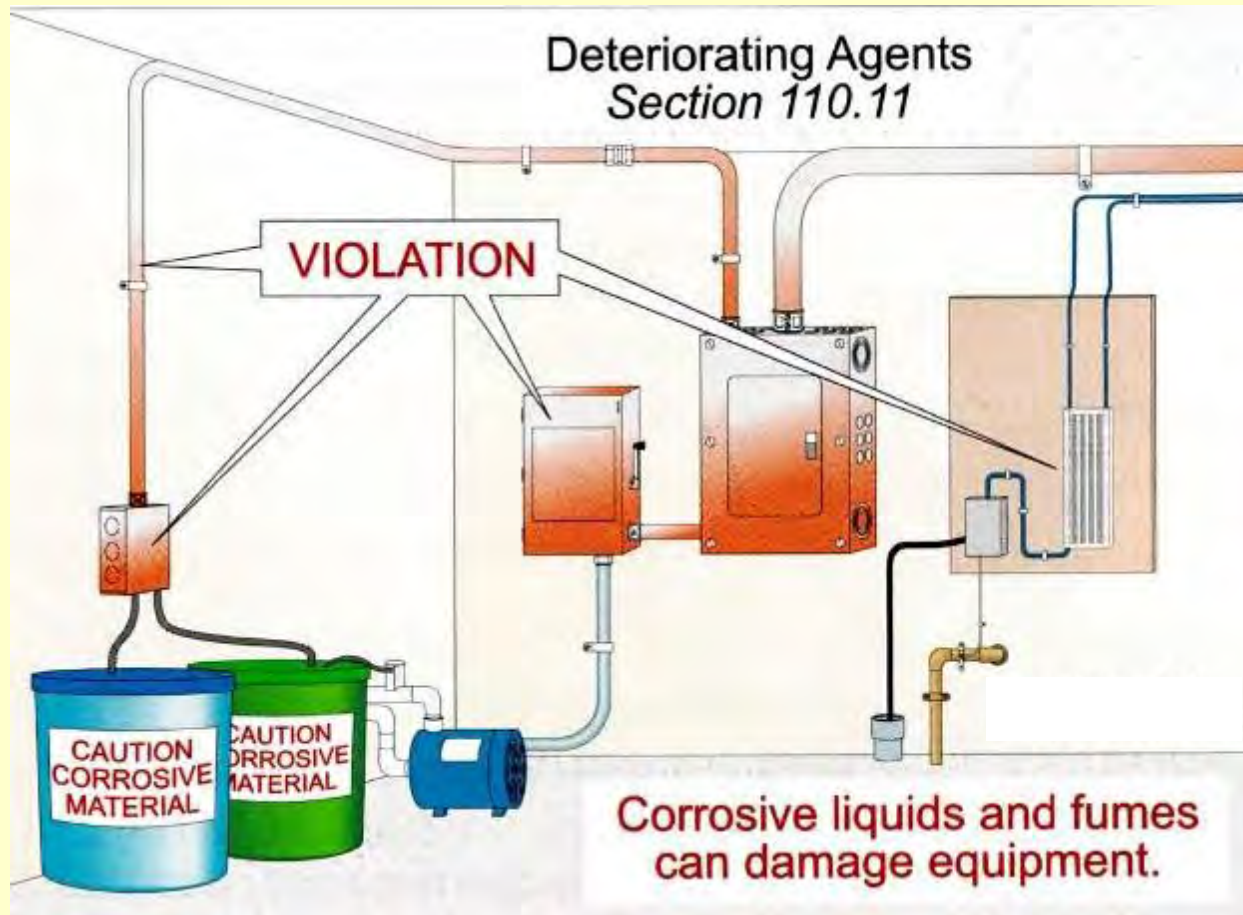 Deteriorating Agents
Section 110.11
VIOLATION
CAUTION
CORROSIVE
MATERIAL
CAUTION
ORROSIVE
MATERIAL
Corrosive liquids and fumes
can damage equipment.